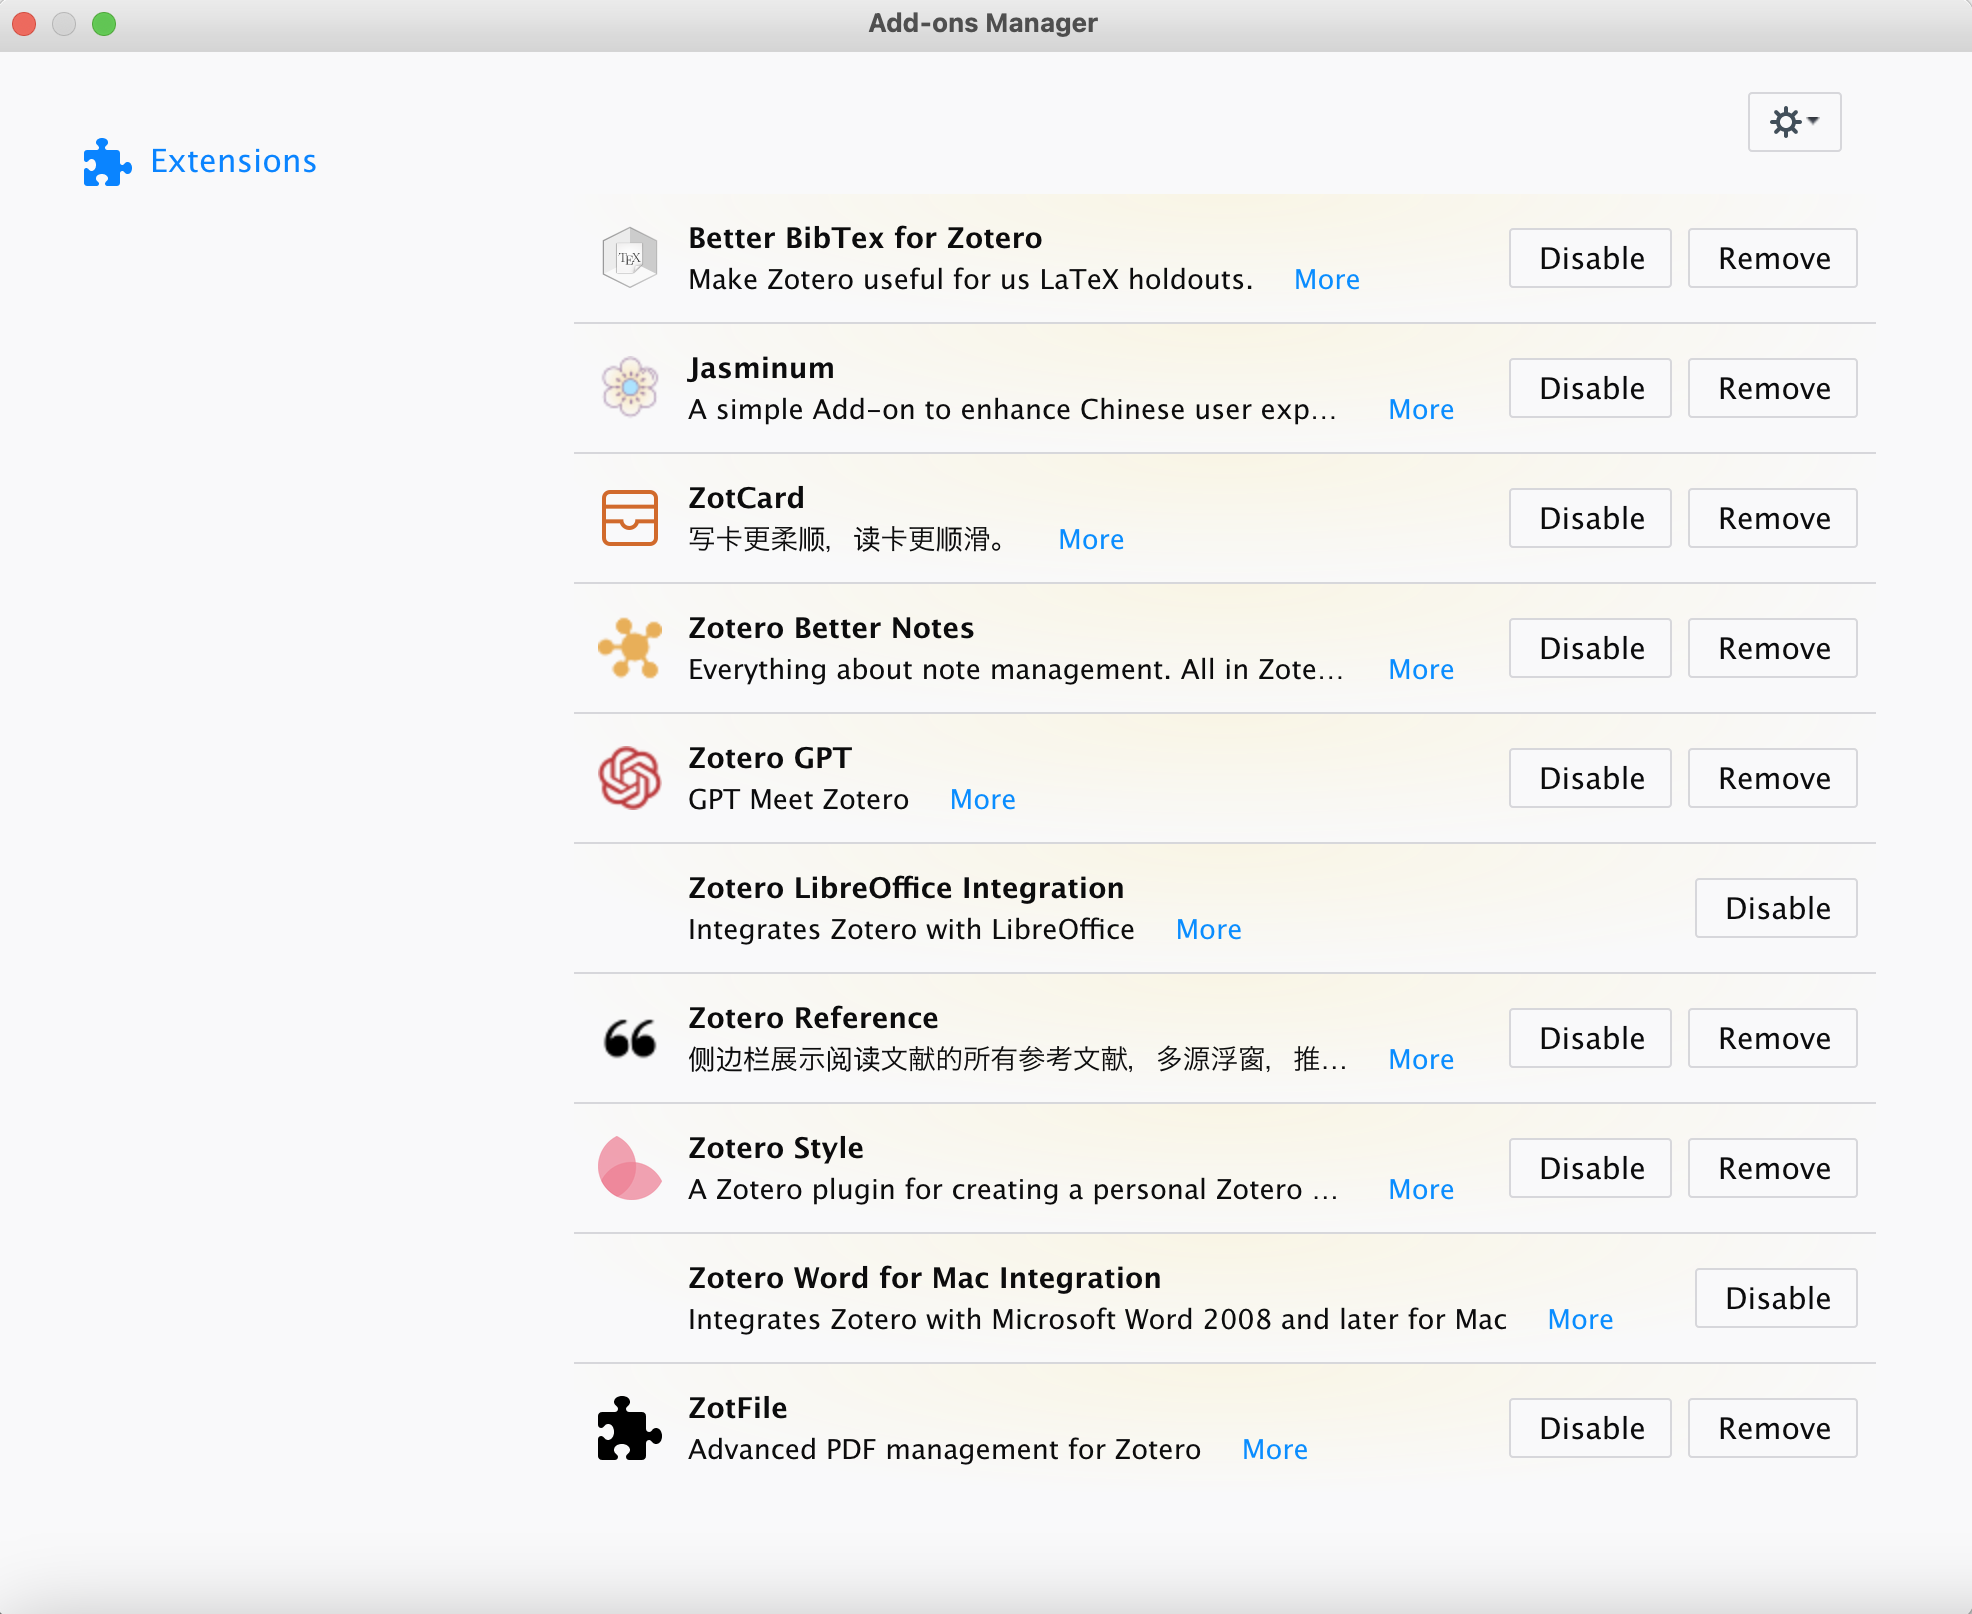 Add-ons Manager
Extensions
Better BibTex for Zotero
Make Zotero useful for us LaTeX holdouts. More
Disable Remove
TEX
Jasminum
A simple Add-on to enhance Chinese user exp... More
Disable Remove
ZotCard
写卡更柔顺，读卡更顺滑。 More
Disable Remove
Zotero Better Notes
Everything about note management. All in Zote... More
Disable Remove
Zotero GPT
GPT Meet Zotero More
Disable Remove
Zotero LibreOffice Integration
Integrates Zotero with LibreOffice More
Disable
Zotero Reference
侧边栏展示阅读文献的所有参考文献，多源浮窗，推... More
Disable Remove
Zotero Style
A Zotero plugin for creating a personal Zotero ... More
Disable Remove
Zotero Word for Mac Integration
Integrates Zotero with Microsoft Word 2008 and later for Mac More
Disable
ZotFile
Advanced PDF management for Zotero More
Disable Remove